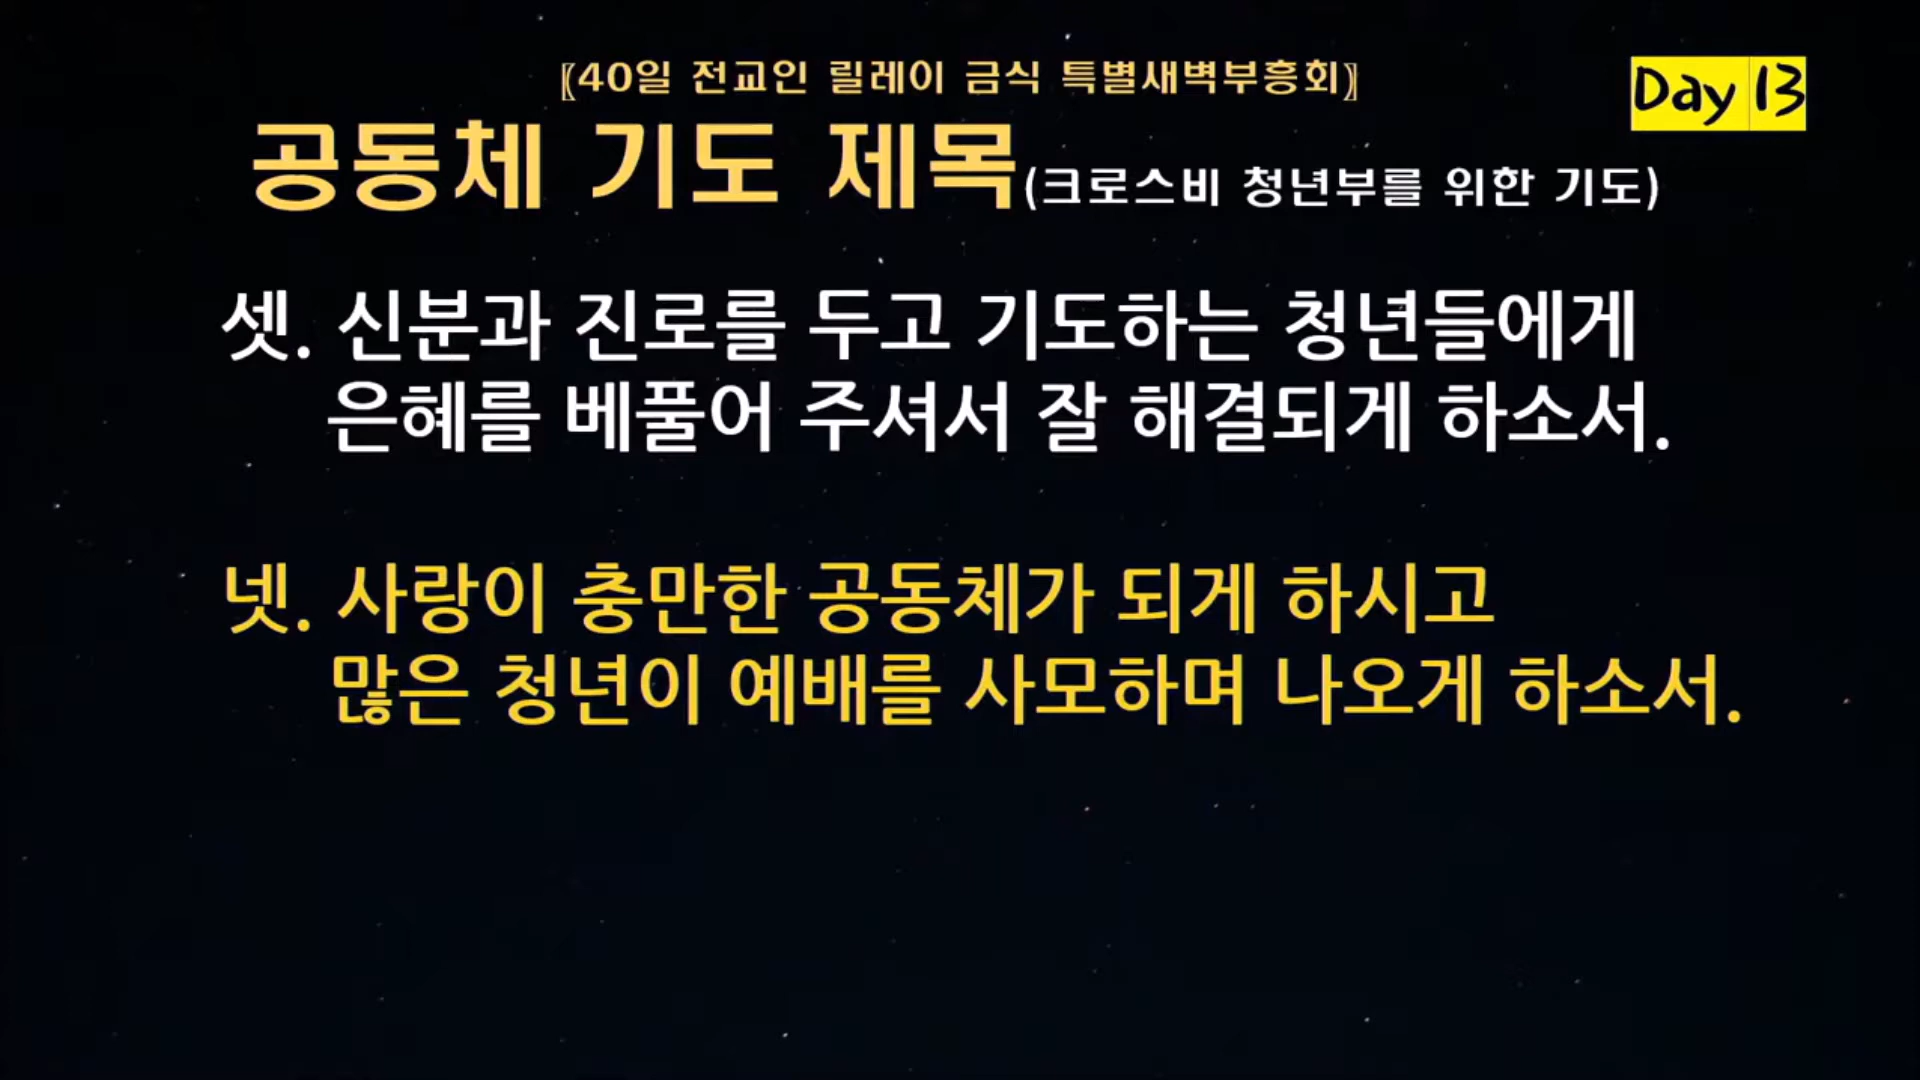 〖40일 전교인 릴레이 금식 특별새벽부흥회〗
Day 13
공동체 기도 제목(크로스비 청년부를 위한 기도)
셋. 신분과 진로를 두고 기도하는 청년들에게
은혜를 베풀어 주셔서 잘 해결되게 하소서.
넷. 사랑이 충만한 공동체가 되게 하시고
많은 청년이 예배를 사모하며 나오게 하소서.